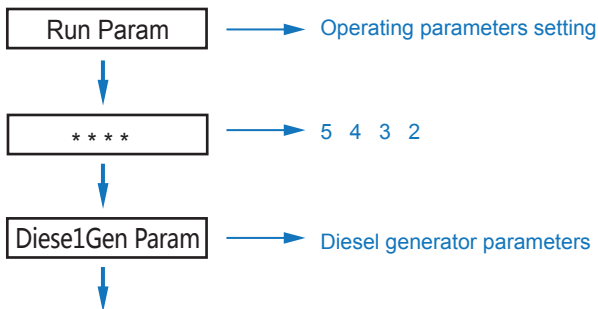 Run Param Operating parameters setting
* * * * 5 4 3 2
Diese1Gen Param Diesel generator parameters